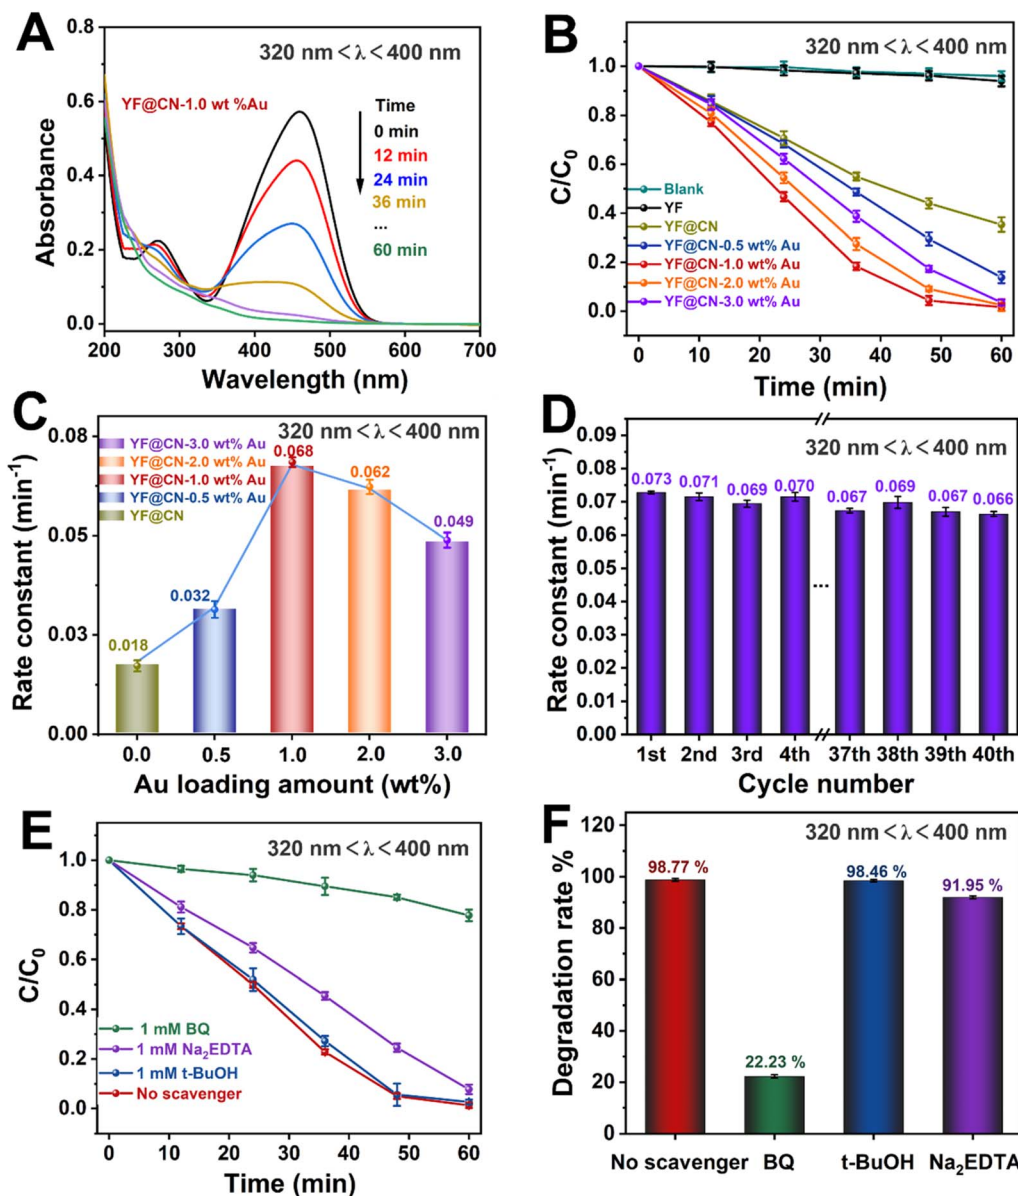 A
320 nm < λ < 400 nm
YF@CN-1.0 wt %Au
Time
0 min
12 min
24 min
36 min
...
60 min
Absorbance
0.8
0.6
0.4
0.2
0.0
200 300 400 500 600 700
Wavelength (nm)
B
320 nm < λ < 400 nm
C/C0
1.0
0.8
0.6
0.4
0.2
0.0
Blank
YF
YF@CN
YF@CN-0.5 wt% Au
YF@CN-1.0 wt% Au
YF@CN-2.0 wt% Au
YF@CN-3.0 wt% Au
0 10 20 30 40 50 60
Time (min)
C
320 nm < λ < 400 nm
YF@CN-3.0 wt% Au
YF@CN-2.0 wt% Au
YF@CN-1.0 wt% Au
YF@CN-0.5 wt% Au
YF@CN
Rate constant (min-1)
0.08
0.05
0.03
0.00
0.018
0.032
0.068
0.062
0.049
0.0 0.5 1.0 2.0 3.0
Au loading amount (wt%)
D
320 nm < λ < 400 nm
Rate constant (min-1)
0.09
0.08
0.07
0.06
0.05
0.04
0.03
0.02
0.01
0.00
0.073 0.071 0.069 0.070 0.067 0.069 0.067 0.066
...
1st 2nd 3rd 4th 37th 38th 39th 40th
Cycle number
E
320 nm < λ < 400 nm
C/C0
1.0
0.8
0.6
0.4
0.2
0.0
1 mM BQ
1 mM Na2EDTA
1 mM t-BuOH
No scavenger
0 10 20 30 40 50 60
Time (min)
F
320 nm < λ < 400 nm
Degradation rate %
120
100
80
60
40
20
0
98.77 %
22.23 %
98.46 %
91.95 %
No scavenger BQ t-BuOH Na2EDTA